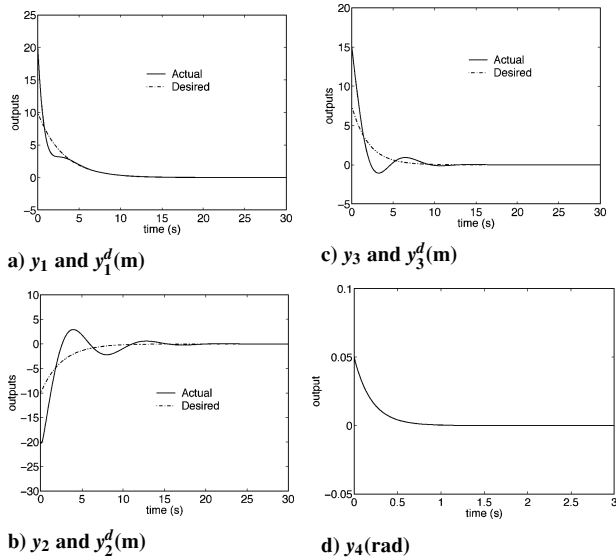 25
20
15
10
5
0
−5
0 5 10 15 20 25 30
outputs
time (s)
Actual
Desired
a) y1 and y1^d(m)
10
5
0
−5
−10
−15
−20
−25
−30
0 5 10 15 20 25 30
outputs
time (s)
Actual
Desired
b) y2 and y2^d(m)
20
15
10
5
0
−5
0 5 10 15 20 25 30
outputs
time (s)
Actual
Desired
c) y3 and y3^d(m)
0.1
0.05
0
−0.05
0 0.5 1 1.5 2 2.5 3
output
time (s)
d) y4(rad)